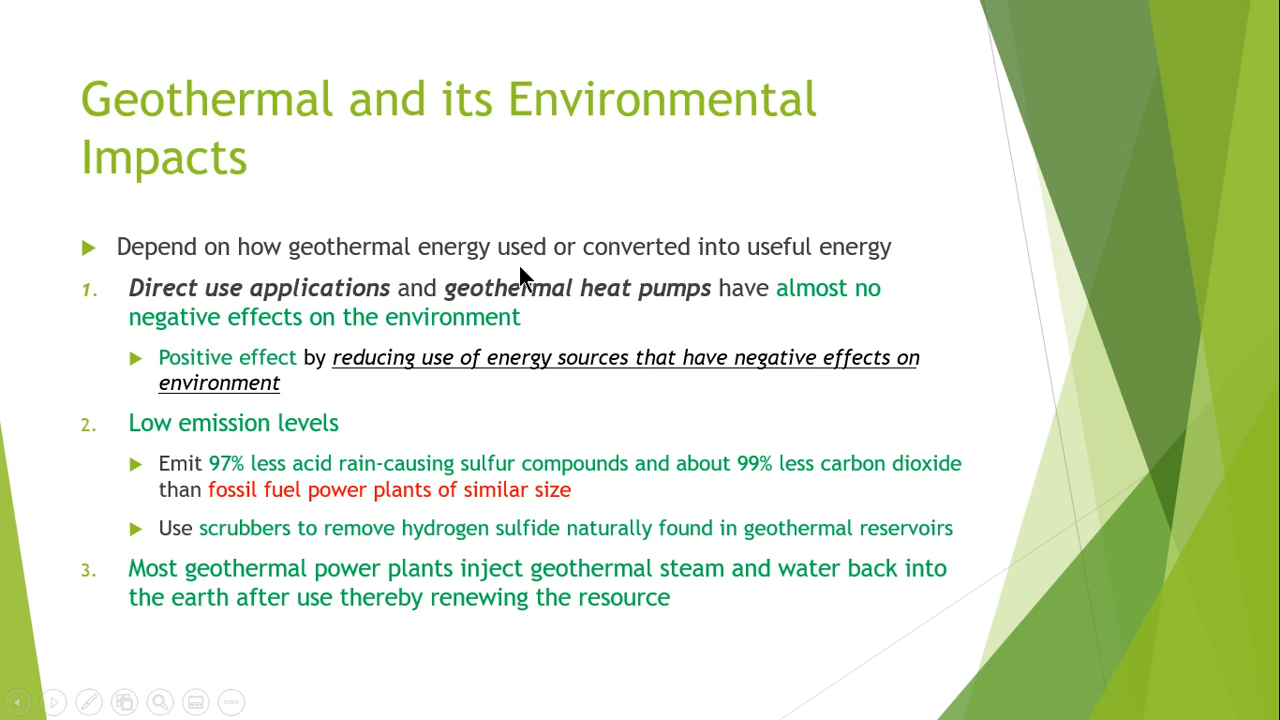 Geothermal and its Environmental
Impacts
Depend on how geothermal energy used or converted into useful energy
1. Direct use applications and geothermal heat pumps have almost no
negative effects on the environment
Positive effect by reducing use of energy sources that have negative effects on
environment
2. Low emission levels
Emit 97% less acid rain-causing sulfur compounds and about 99% less carbon dioxide
than fossil fuel power plants of similar size
Use scrubbers to remove hydrogen sulfide naturally found in geothermal reservoirs
3. Most geothermal power plants inject geothermal steam and water back into
the earth after use thereby renewing the resource